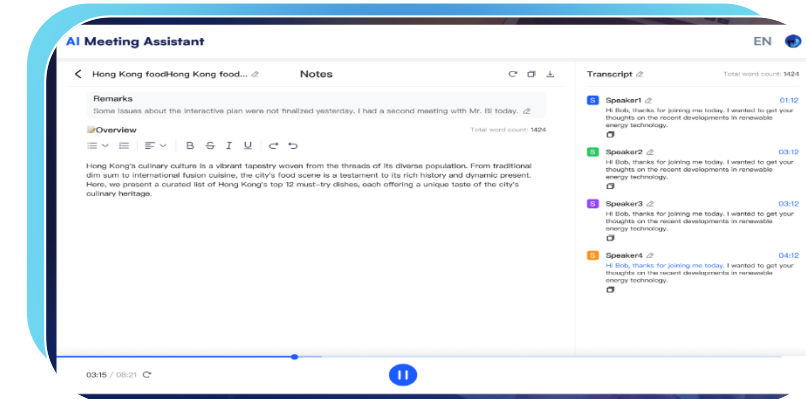 AI Meeting Assistant
EN
Hong Kong foodHong Kong food...
Notes
Remarks
Some issues about the interactive plan were not finalized yesterday. I had a second meeting with Mr. Bi today.
Overview
Total word count: 1424
B S I U
Hong Kong's culinary culture is a vibrant tapestry woven from the threads of its diverse population. From traditional
dim sum to international fusion cuisine, the city's food scene is a testament to its rich history and dynamic present.
Here, we present a curated list of Hong Kong's top 12 must-try dishes, each offering a unique taste of the city's
culinary heritage.
Transcript
Total word count: 1424
S Speaker1 01:12
Hi Bob, thanks for joining me today. I wanted to get your
thoughts on the recent developments in renewable
energy technology.
S Speaker2 03:12
Hi Bob, thanks for joining me today. I wanted to get your
thoughts on the recent developments in renewable
energy technology.
S Speaker3 03:12
Hi Bob, thanks for joining me today. I wanted to get your
thoughts on the recent developments in renewable
energy technology.
S Speaker4 04:12
Hi Bob, thanks for joining me today. I wanted to get your
thoughts on the recent developments in renewable
energy technology.
03:15 / 08:21